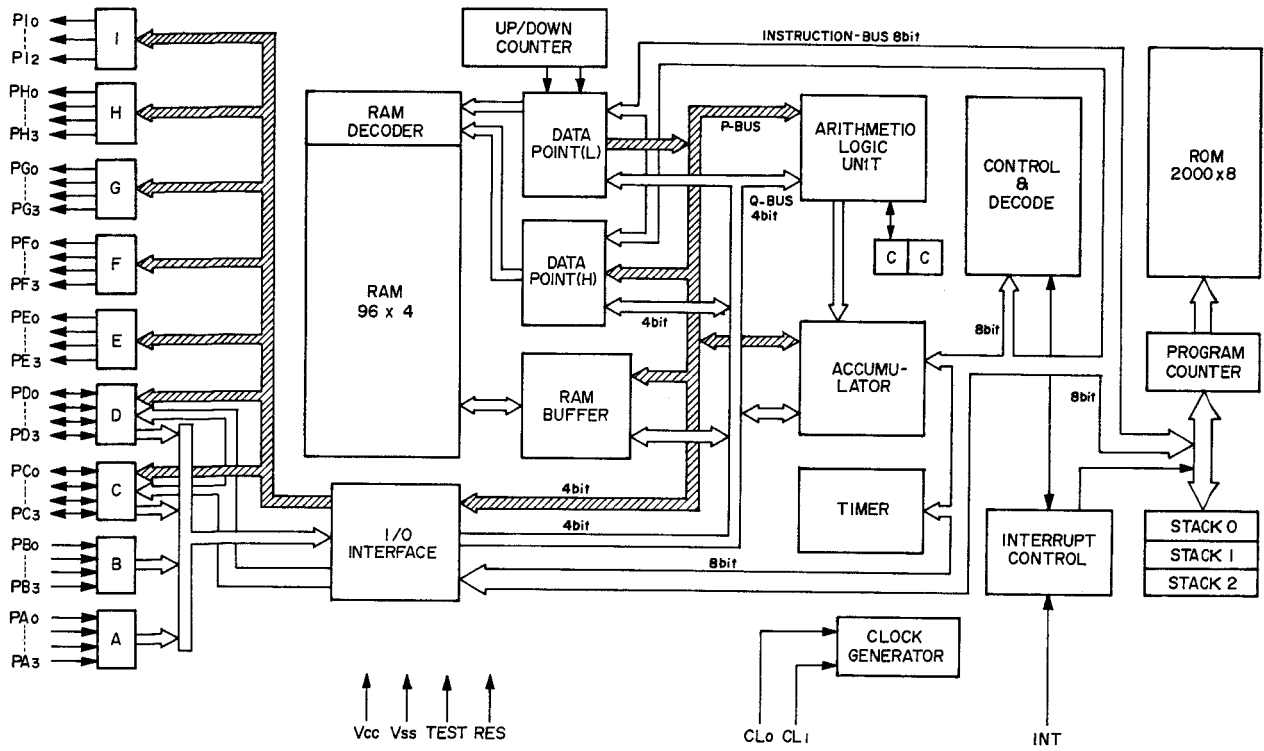 PI0
PI2
I
PH0
PH3
H
PG0
PG3
G
PF0
PF3
F
PE0
PE3
E
PD0
PD3
D
PC0
PC3
C
PB0
PB3
B
PA0
PA3
A
UP/DOWN
COUNTER
RAM
DECODER
RAM
96 x 4
DATA
POINT(L)
DATA
POINT(H)
RAM
BUFFER
I/O
INTERFACE
INSTRUCTION-BUS 8bit
P-BUS
Q-BUS
4bit
4bit
4bit
4bit
8bit
ARITHMETIO
LOGIC
UNIT
C C
ACCUMU-
LATOR
TIMER
CONTROL
&
DECODE
8bit
8bit
INTERRUPT
CONTROL
ROM
2000 x 8
PROGRAM
COUNTER
STACK 0
STACK 1
STACK 2
CLOCK
GENERATOR
Vcc Vss TEST RES
CL0 CL1
INT